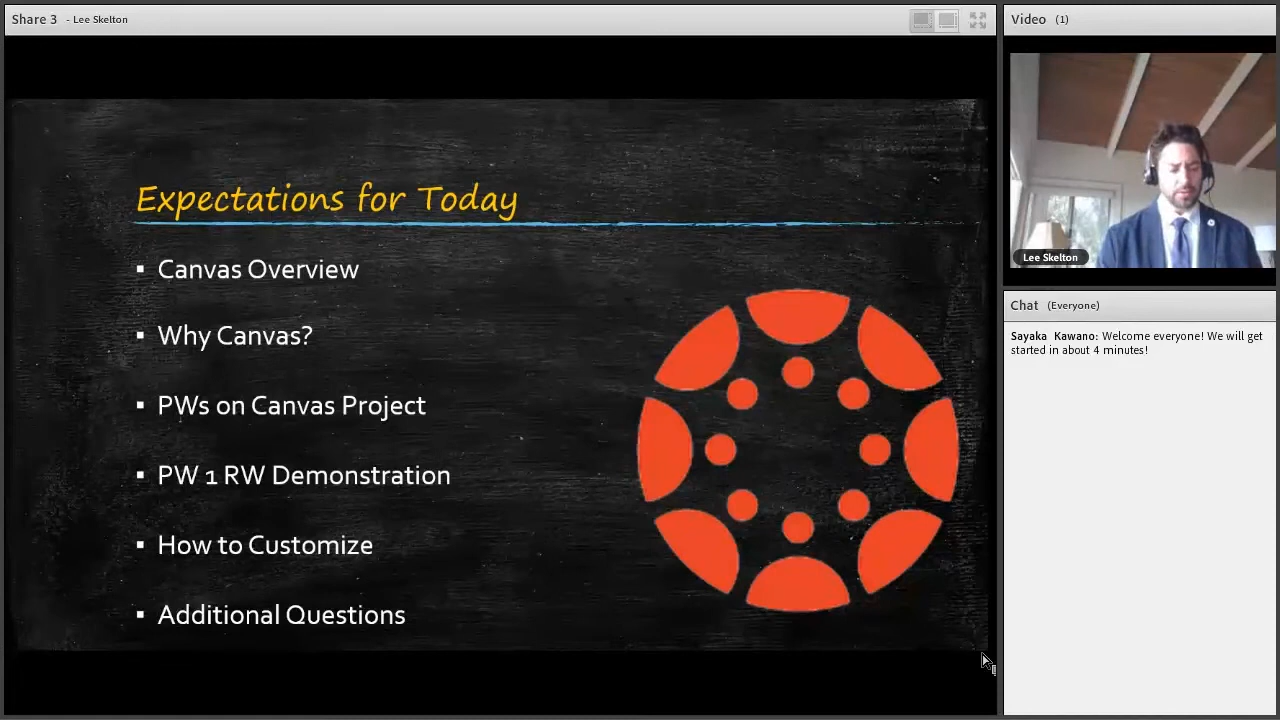 Share 3 - Lee Skelton
Expectations for Today
▪ Canvas Overview
▪ Why Canvas?
▪ PWs on Canvas Project
▪ PW 1 RW Demonstration
▪ How to Customize
▪ Additional Questions
Video (1)
Lee Skelton
Chat (Everyone)
Sayaka Kawano: Welcome everyone! We will get
started in about 4 minutes!